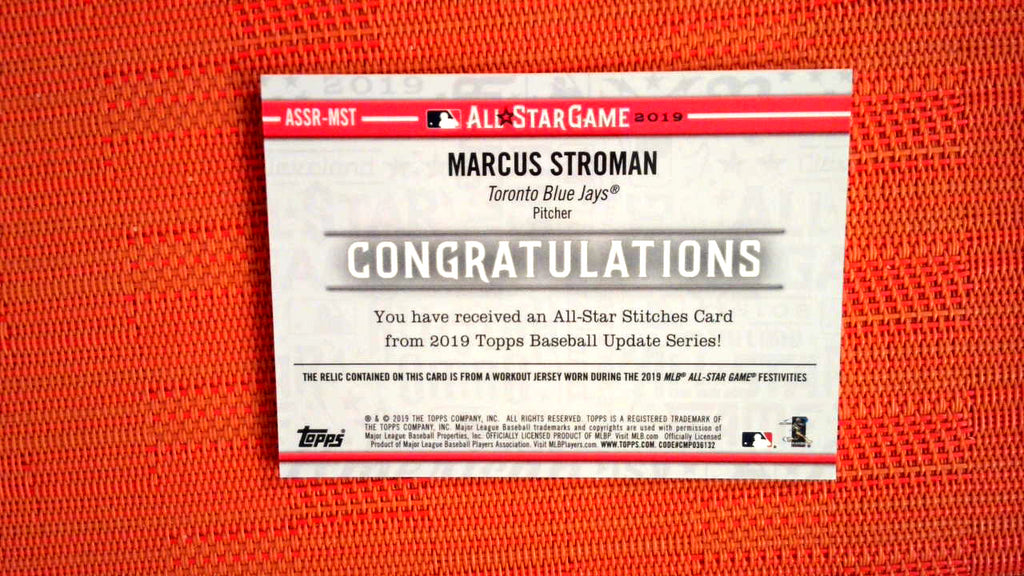 2019
ASSR-MST
ALL★STAR GAME 2019
MARCUS STROMAN
Toronto Blue Jays®
Pitcher
CONGRATULATIONS
You have received an All-Star Stitches Card
from 2019 Topps Baseball Update Series!
THE RELIC CONTAINED ON THIS CARD IS FROM A WORKOUT JERSEY WORN DURING THE 2019 MLB® ALL-STAR GAME® FESTIVITIES
Topps®
® & © 2019 THE TOPPS COMPANY, INC. ALL RIGHTS RESERVED. TOPPS IS A REGISTERED TRADEMARK OF
THE TOPPS COMPANY, INC. Major League Baseball trademarks and copyrights are used with permission of
Major League Baseball Properties, Inc. OFFICIALLY LICENSED PRODUCT OF MLBP. Visit MLB.com Officially Licensed
Product of Major League Baseball Players Association. Visit MLBPlayers.com. WWW.TOPPS.COM. CODE#CMP036132